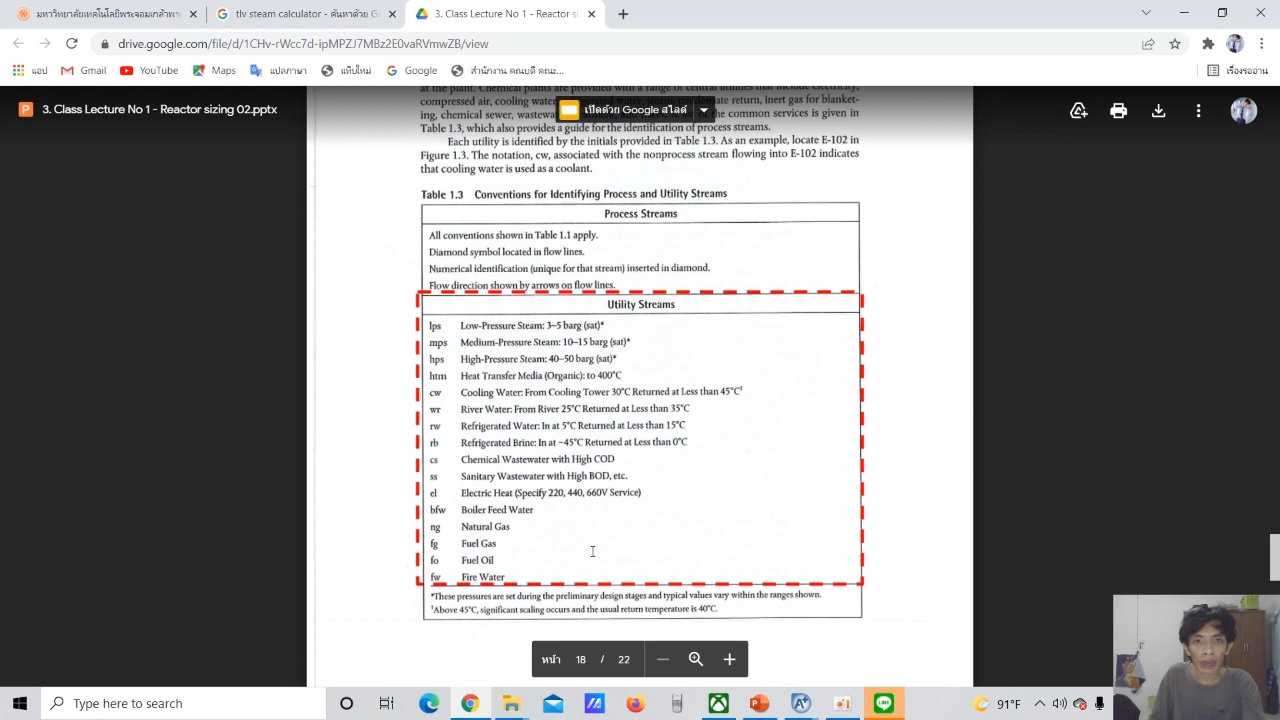 มหาวิทยาลัยเทคโนโลยีพระจอมเกล้าพร
tlv steam calculator - ค้นหาด้วย G
3. Class Lecture No 1 - Reactor si
drive.google.com/file/d/1CHv-rWcc7d-ipMPZJ7MBz2E0vaRVmwZB/view
แอป Gmail YouTube Maps แปลภาษา แท็บใหม่ Google สำนักงาน คณบดี คณะ... เรื่องรออ่าน
3. Class Lecture No 1 - Reactor sizing 02.pptx
เปิดด้วย Google สไลด์
at the plant. Chemical plants are provided with a range of central utilities that include electricity,
compressed air, cooling water, refrigerated water, steam, condensate return, inert gas for blanket-
ing, chemical sewer, wastewater of the common services is given in
Table 1.3, which also provides a guide for the identification of process streams.
Each utility is identified by the initials provided in Table 1.3. As an example, locate E-102 in
Figure 1.3. The notation, cw, associated with the nonprocess stream flowing into E-102 indicates
that cooling water is used as a coolant.
Table 1.3 Conventions for Identifying Process and Utility Streams
Process Streams
All conventions shown in Table 1.1 apply.
Diamond symbol located in flow lines.
Numerical identification (unique for that stream) inserted in diamond.
Flow direction shown by arrows on flow lines.
Utility Streams
lps Low-Pressure Steam: 3–5 barg (sat)*
mps Medium-Pressure Steam: 10–15 barg (sat)*
hps High-Pressure Steam: 40–50 barg (sat)*
htm Heat Transfer Media (Organic): to 400°C
cw Cooling Water: From Cooling Tower 30°C Returned at Less than 45°C†
wr River Water: From River 25°C Returned at Less than 35°C
rw Refrigerated Water: In at 5°C Returned at Less than 15°C
rb Refrigerated Brine: In at −45°C Returned at Less than 0°C
cs Chemical Wastewater with High COD
ss Sanitary Wastewater with High BOD, etc.
el Electric Heat (Specify 220, 440, 660V Service)
bfw Boiler Feed Water
ng Natural Gas
fg Fuel Gas
fo Fuel Oil
fw Fire Water
*These pressures are set during the preliminary design stages and typical values vary within the ranges shown.
†Above 45°C, significant scaling occurs and the usual return temperature is 40°C.
หน้า 18 / 22
Type here to search
91°F
LINE